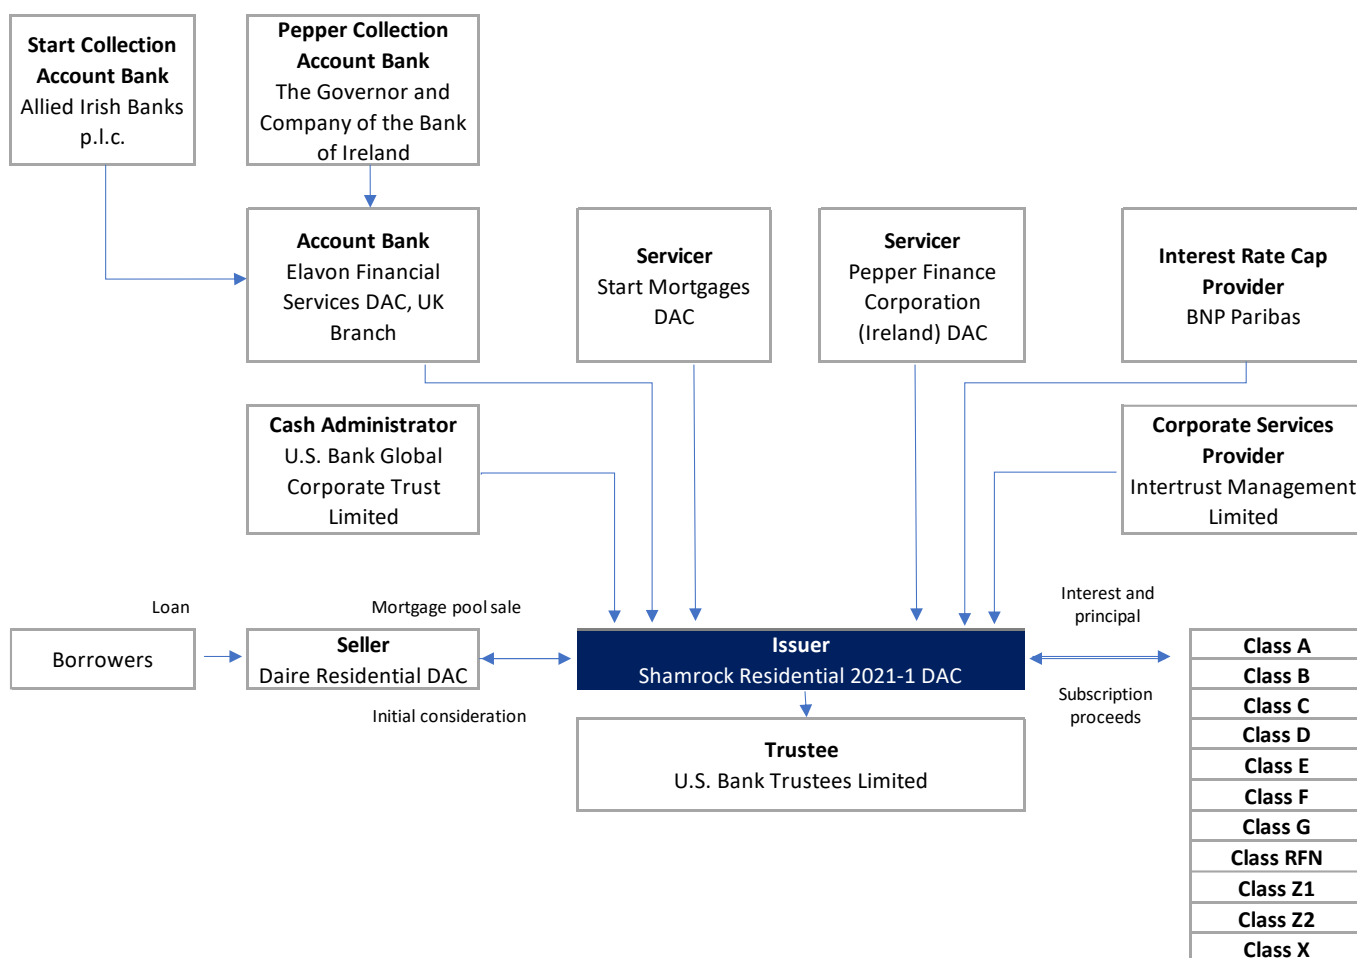 Start Collection
Account Bank
Allied Irish Banks
p.l.c.
Pepper Collection
Account Bank
The Governor and
Company of the Bank
of Ireland
Account Bank
Elavon Financial
Services DAC, UK
Branch
Servicer
Start Mortgages
DAC
Servicer
Pepper Finance
Corporation
(Ireland) DAC
Interest Rate Cap
Provider
BNP Paribas
Cash Administrator
U.S. Bank Global
Corporate Trust
Limited
Corporate Services
Provider
Intertrust Management
Limited
Loan
Mortgage pool sale
Interest and
principal
Borrowers
Seller
Daire Residential DAC
Issuer
Shamrock Residential 2021-1 DAC
Initial consideration
Subscription
proceeds
Trustee
U.S. Bank Trustees Limited
Class A
Class B
Class C
Class D
Class E
Class F
Class G
Class RFN
Class Z1
Class Z2
Class X